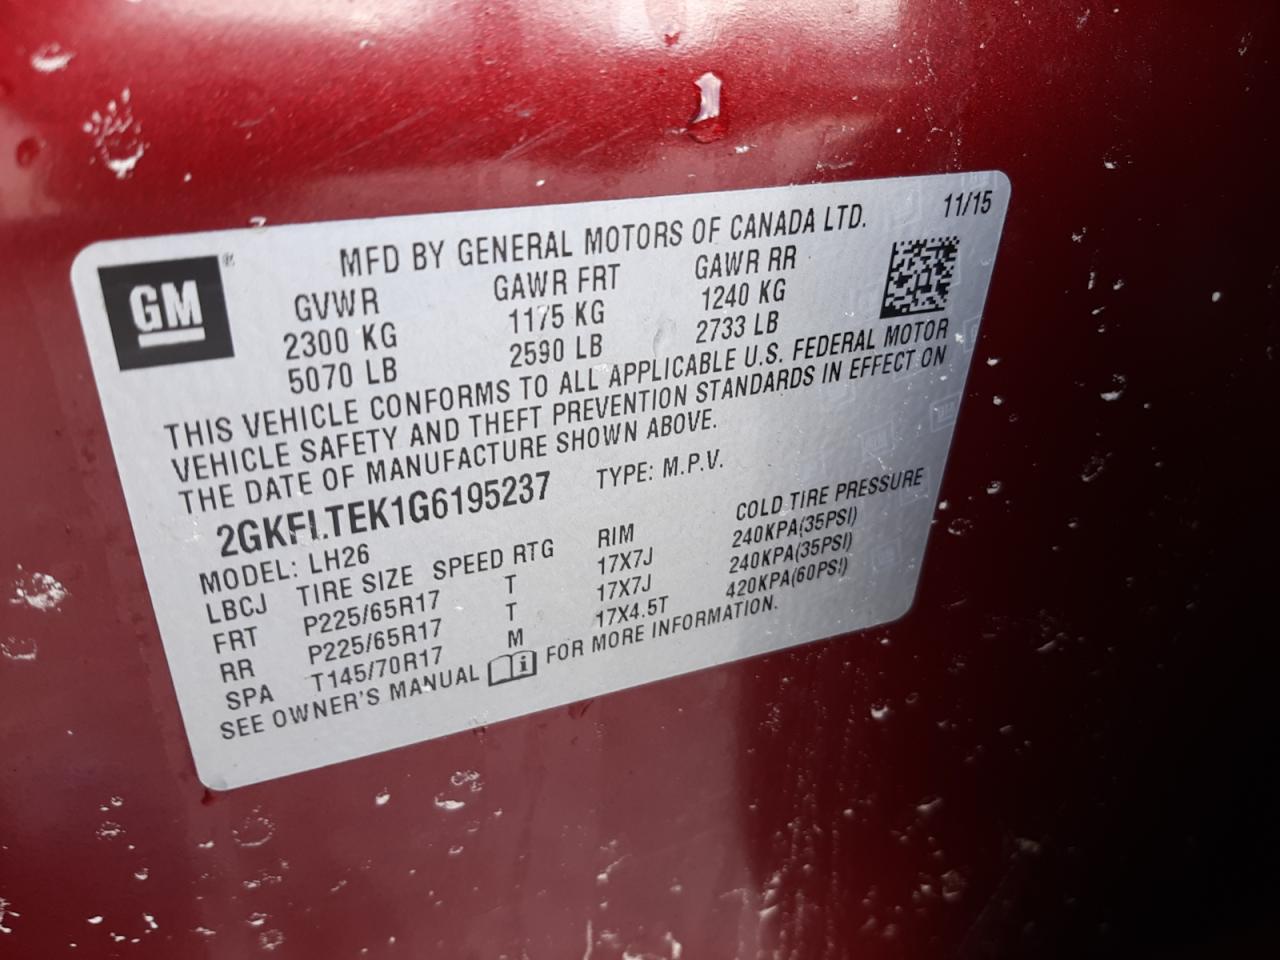 GM®
MFD BY GENERAL MOTORS OF CANADA LTD. 11/15
GVWR GAWR FRT GAWR RR
2300 KG 1175 KG 1240 KG
5070 LB 2590 LB 2733 LB
THIS VEHICLE CONFORMS TO ALL APPLICABLE U.S. FEDERAL MOTOR
VEHICLE SAFETY AND THEFT PREVENTION STANDARDS IN EFFECT ON
THE DATE OF MANUFACTURE SHOWN ABOVE.
2GKFLTEK1G6195237 TYPE: M.P.V.
MODEL: LH26
LBCJ TIRE SIZE SPEED RTG RIM COLD TIRE PRESSURE
FRT P225/65R17 T 17X7J 240KPA(35PSI)
RR P225/65R17 T 17X7J 240KPA(35PSI)
SPA T145/70R17 M 17X4.5T 420KPA(60PSI)
SEE OWNER'S MANUAL FOR MORE INFORMATION.